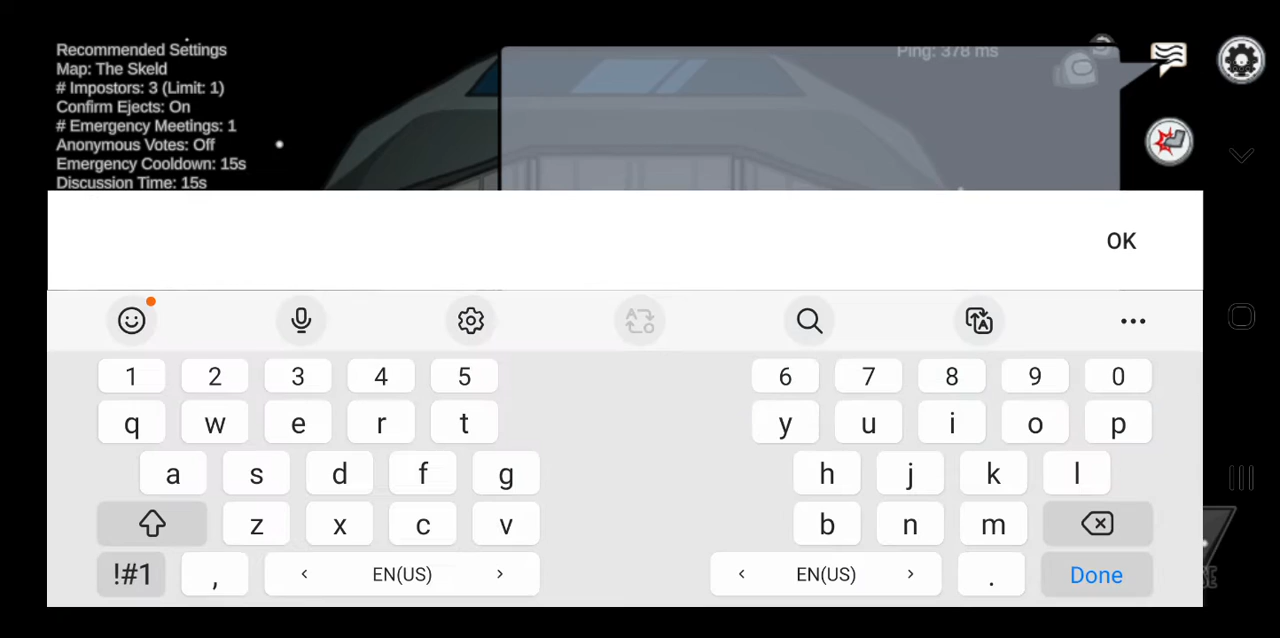 Recommended Settings
Map: The Skeld
# Impostors: 3 (Limit: 1)
Confirm Ejects: On
# Emergency Meetings: 1
Anonymous Votes: Off
Emergency Cooldown: 15s
Discussion Time: 15s
Ping: 378 ms
OK
1 2 3 4 5 6 7 8 9 0
q w e r t y u i o p
a s d f g h j k l
z x c v b n m
!#1 , < EN(US) > < EN(US) > . Done